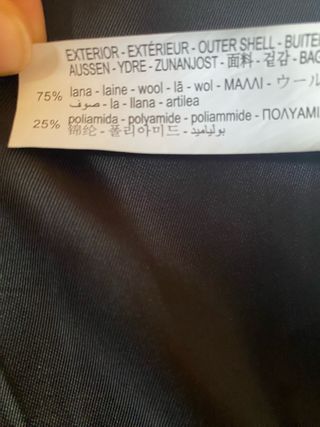 EXTERIOR - EXTÉRIEUR - OUTER SHELL - BUITE
AUSSEN - YDRE - ZUNANJOST - 面料 - 겉감 - BAG
75% lana - laine - wool - lã - wol - ΜΑΛΛΙ - ウール
صوف - la - llana - artilea
25% poliamida - polyamide - poliammide - ΠΟΛΥΑΜΙ
锦纶 - 폴리아미드 - بولياميد